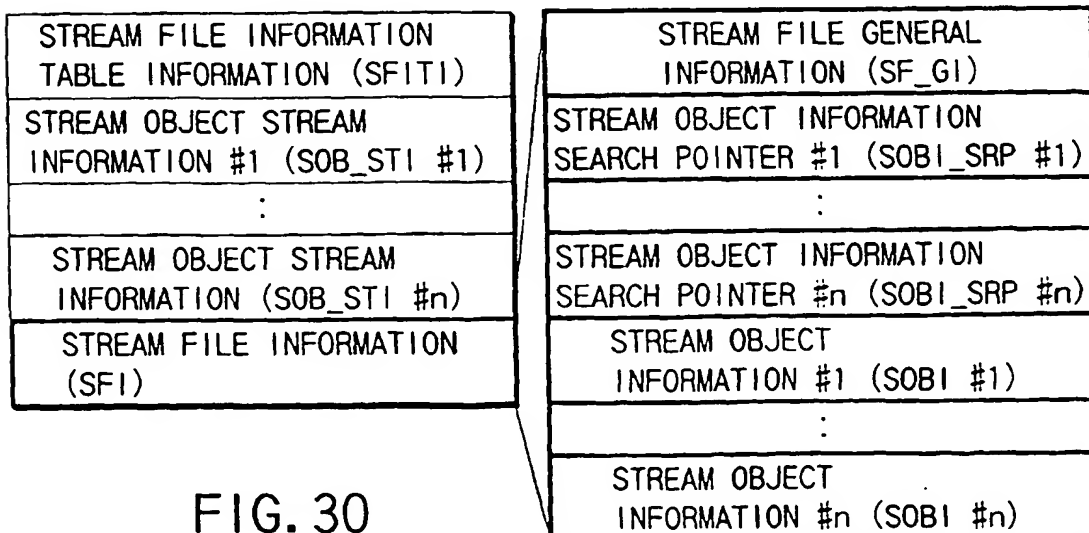 STREAM FILE INFORMATION
TABLE INFORMATION (SFITI)
STREAM OBJECT STREAM
INFORMATION #1 (SOB_STI #1)
:
STREAM OBJECT STREAM
INFORMATION (SOB_STI #n)
STREAM FILE INFORMATION
(SFI)
STREAM FILE GENERAL
INFORMATION (SF_GI)
STREAM OBJECT INFORMATION
SEARCH POINTER #1 (SOBI_SRP #1)
:
STREAM OBJECT INFORMATION
SEARCH POINTER #n (SOBI_SRP #n)
STREAM OBJECT
INFORMATION #1 (SOBI #1)
:
STREAM OBJECT
INFORMATION #n (SOBI #n)
FIG. 30